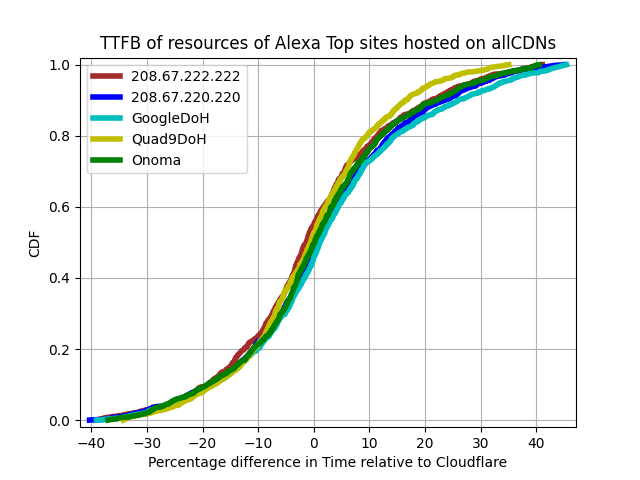 TTFB of resources of Alexa Top sites hosted on allCDNs
1.0
0.8
0.6
0.4
0.2
0.0
CDF
208.67.222.222
208.67.220.220
GoogleDoH
Quad9DoH
Onoma
−40 −30 −20 −10 0 10 20 30 40
Percentage difference in Time relative to Cloudflare